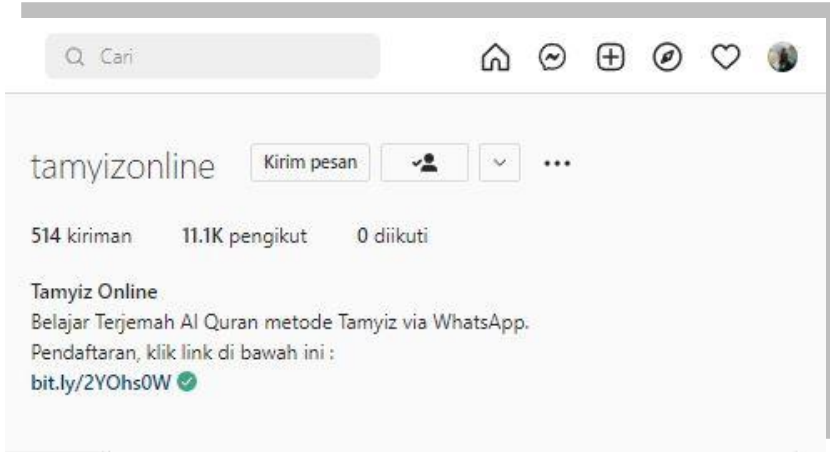 Cari
tamyizonline Kirim pesan
514 kiriman 11.1K pengikut 0 diikuti
Tamyiz Online
Belajar Terjemah Al Quran metode Tamyiz via WhatsApp.
Pendaftaran, klik link di bawah ini :
bit.ly/2YOhs0W